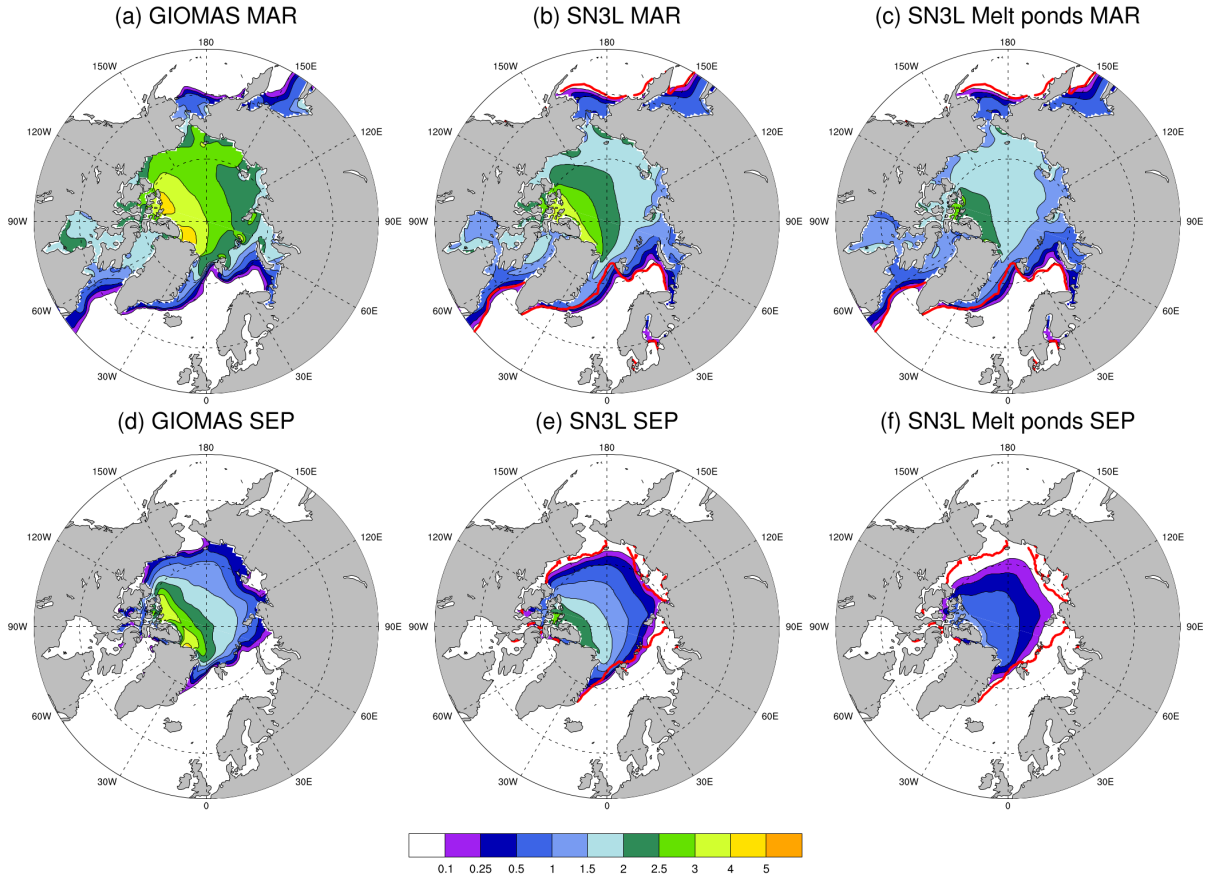 (a) GIOMAS MAR
(b) SN3L MAR
(c) SN3L Melt ponds MAR
180
150W
150E
120W
120E
90W
90E
60W
60E
30W
30E
0
180
150W
150E
120W
120E
90W
90E
60W
60E
30W
30E
0
180
150W
150E
120W
120E
90W
90E
60W
60E
30W
30E
0
(d) GIOMAS SEP
(e) SN3L SEP
(f) SN3L Melt ponds SEP
180
150W
150E
120W
120E
90W
90E
60W
60E
30W
30E
0
180
150W
150E
120W
120E
90W
90E
60W
60E
30W
30E
0
180
150W
150E
120W
120E
90W
90E
60W
60E
30W
30E
0
0.1 0.25 0.5 1 1.5 2 2.5 3 4 5